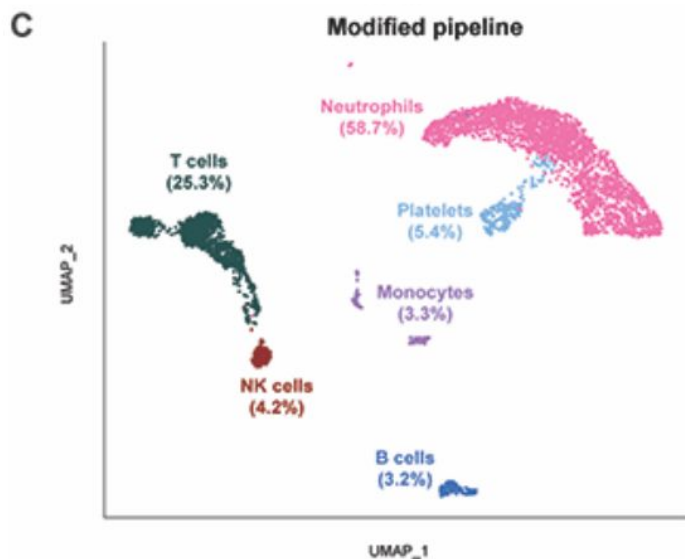 C
Modified pipeline
Neutrophils
(58.7%)
T cells
(25.3%)
Platelets
(5.4%)
Monocytes
(3.3%)
NK cells
(4.2%)
B cells
(3.2%)
UMAP_2
UMAP_1